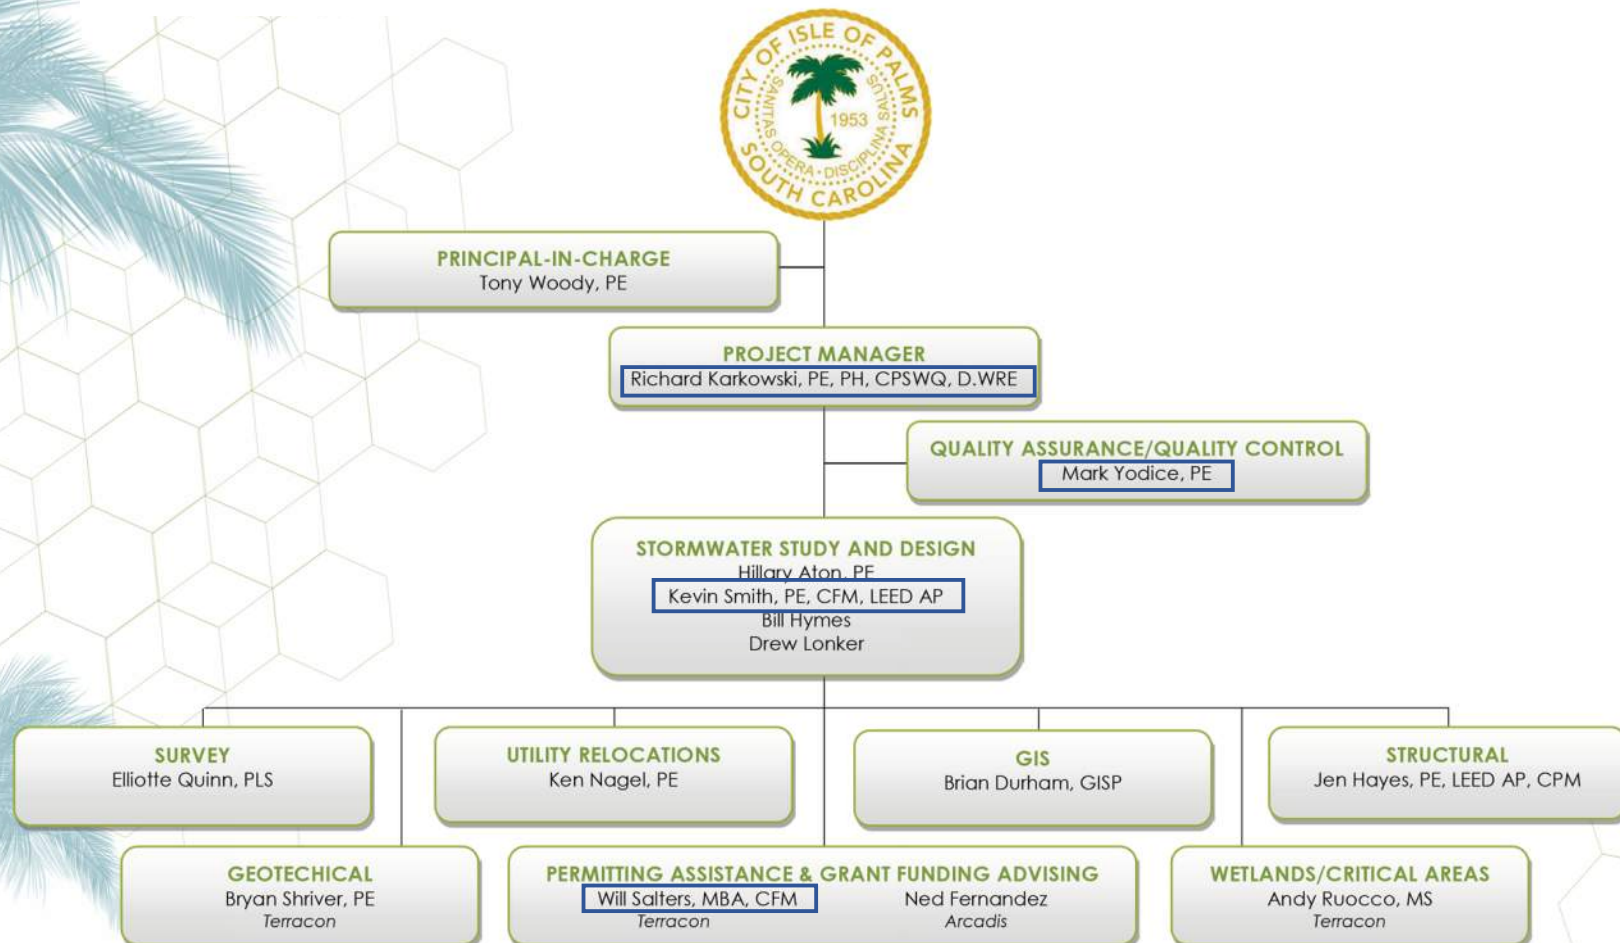 CITY OF ISLE OF PALMS
SOUTH CAROLINA
SANITAS OPERA · DISCIPLINA SALUS
1953
PRINCIPAL-IN-CHARGE
Tony Woody, PE
PROJECT MANAGER
Richard Karkowski, PE, PH, CPSWQ, D.WRE
QUALITY ASSURANCE/QUALITY CONTROL
Mark Yodice, PE
STORMWATER STUDY AND DESIGN
Hillary Aton, PE
Kevin Smith, PE, CFM, LEED AP
Bill Hymes
Drew Lonker
SURVEY
Elliotte Quinn, PLS
UTILITY RELOCATIONS
Ken Nagel, PE
GIS
Brian Durham, GISP
STRUCTURAL
Jen Hayes, PE, LEED AP, CPM
GEOTECHICAL
Bryan Shriver, PE
Terracon
PERMITTING ASSISTANCE & GRANT FUNDING ADVISING
Will Salters, MBA, CFM
Terracon
Ned Fernandez
Arcadis
WETLANDS/CRITICAL AREAS
Andy Ruocco, MS
Terracon